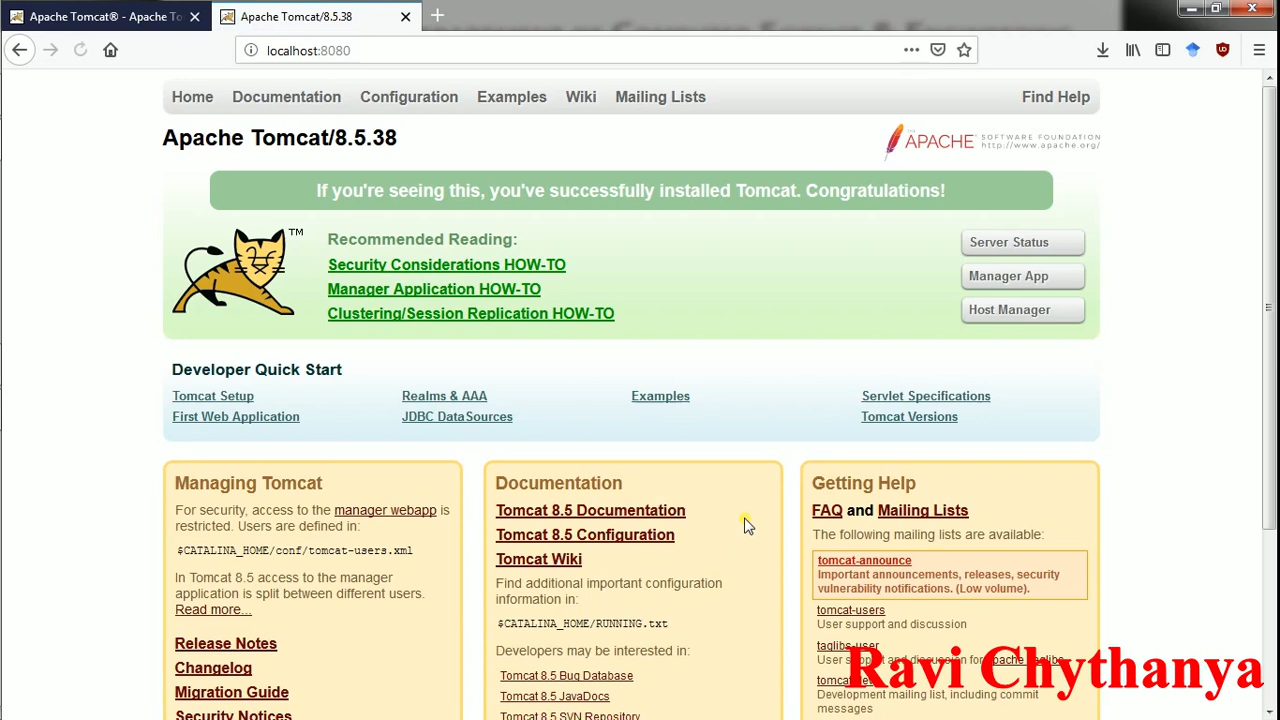 Apache Tomcat® - Apache To
Apache Tomcat/8.5.38
localhost:8080
Home Documentation Configuration Examples Wiki Mailing Lists Find Help
Apache Tomcat/8.5.38
THE
APACHE SOFTWARE FOUNDATION
http://www.apache.org/
If you're seeing this, you've successfully installed Tomcat. Congratulations!
TM
Recommended Reading:
Security Considerations HOW-TO
Manager Application HOW-TO
Clustering/Session Replication HOW-TO
Server Status
Manager App
Host Manager
Developer Quick Start
Tomcat Setup Realms & AAA Examples Servlet Specifications
First Web Application JDBC DataSources Tomcat Versions
Managing Tomcat
For security, access to the manager webapp is
restricted. Users are defined in:
$CATALINA_HOME/conf/tomcat-users.xml
In Tomcat 8.5 access to the manager
application is split between different users.
Read more...
Release Notes
Changelog
Migration Guide
Security Notices
Documentation
Tomcat 8.5 Documentation
Tomcat 8.5 Configuration
Tomcat Wiki
Find additional important configuration
information in:
$CATALINA_HOME/RUNNING.txt
Developers may be interested in:
Tomcat 8.5 Bug Database
Tomcat 8.5 JavaDocs
Tomcat 8.5 SVN Repository
Getting Help
FAQ and Mailing Lists
The following mailing lists are available:
tomcat-announce
Important announcements, releases, security
vulnerability notifications. (Low volume).
tomcat-users
User support and discussion
taglibs-user
User support and discussion for Apache Taglibs
Development mailing list, including commit
messages
Ravi Chythanya